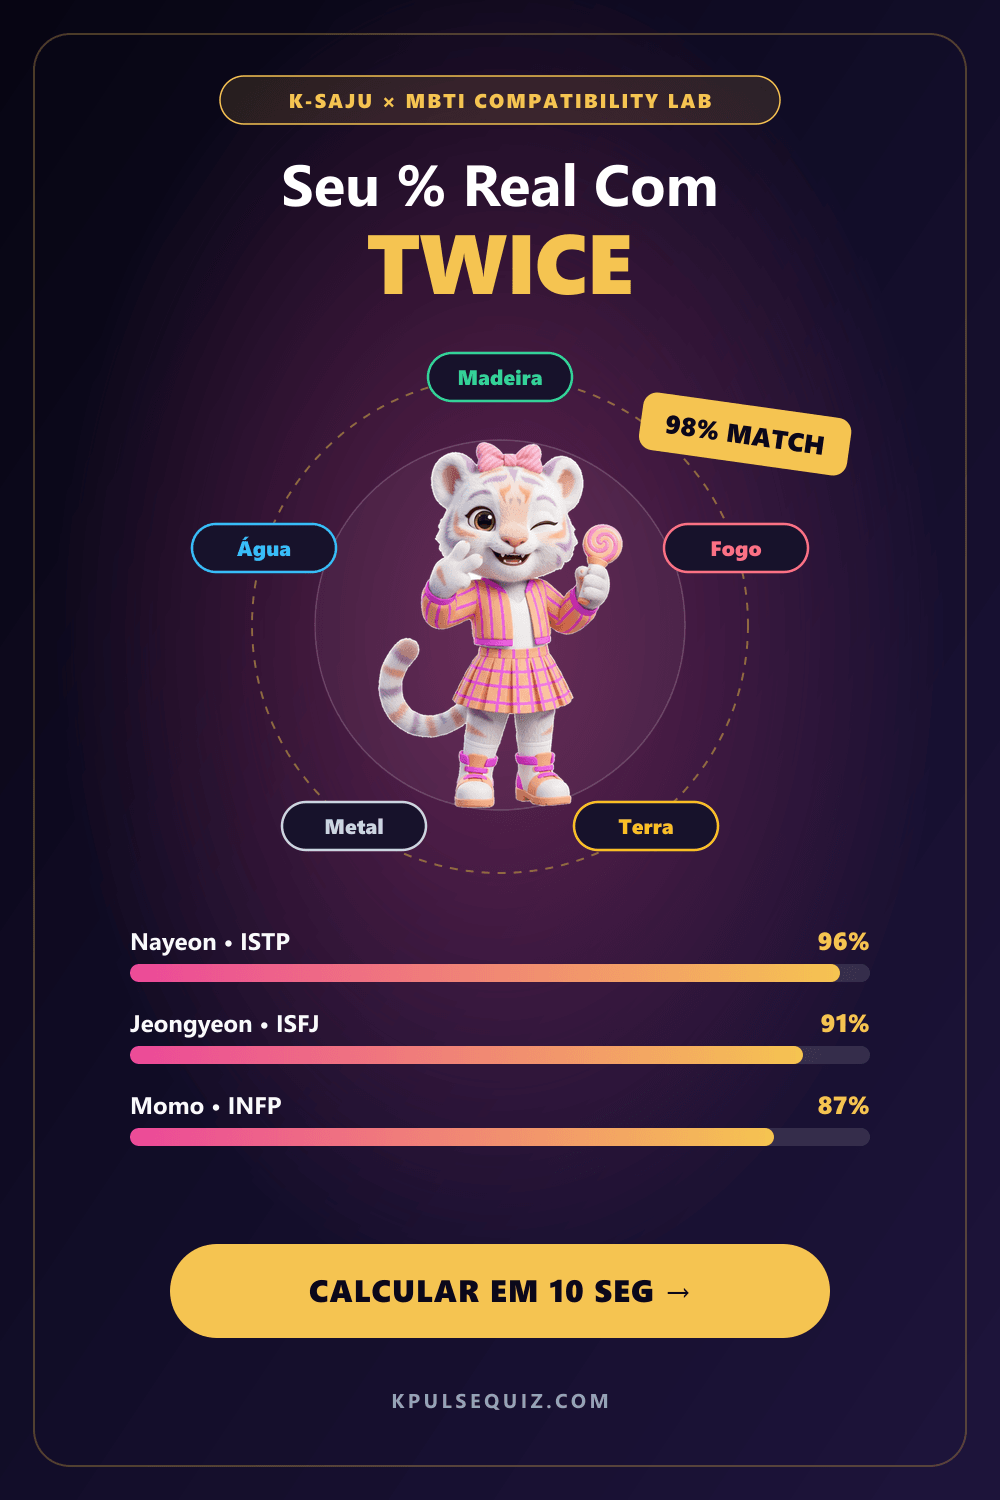 K-SAJU × MBTI COMPATIBILITY LAB
Seu % Real Com
TWICE
Madeira
98% MATCH
Água
Fogo
Metal
Terra
Nayeon • ISTP 96%
Jeongyeon • ISFJ 91%
Momo • INFP 87%
CALCULAR EM 10 SEG →
KPULSEQUIZ.COM